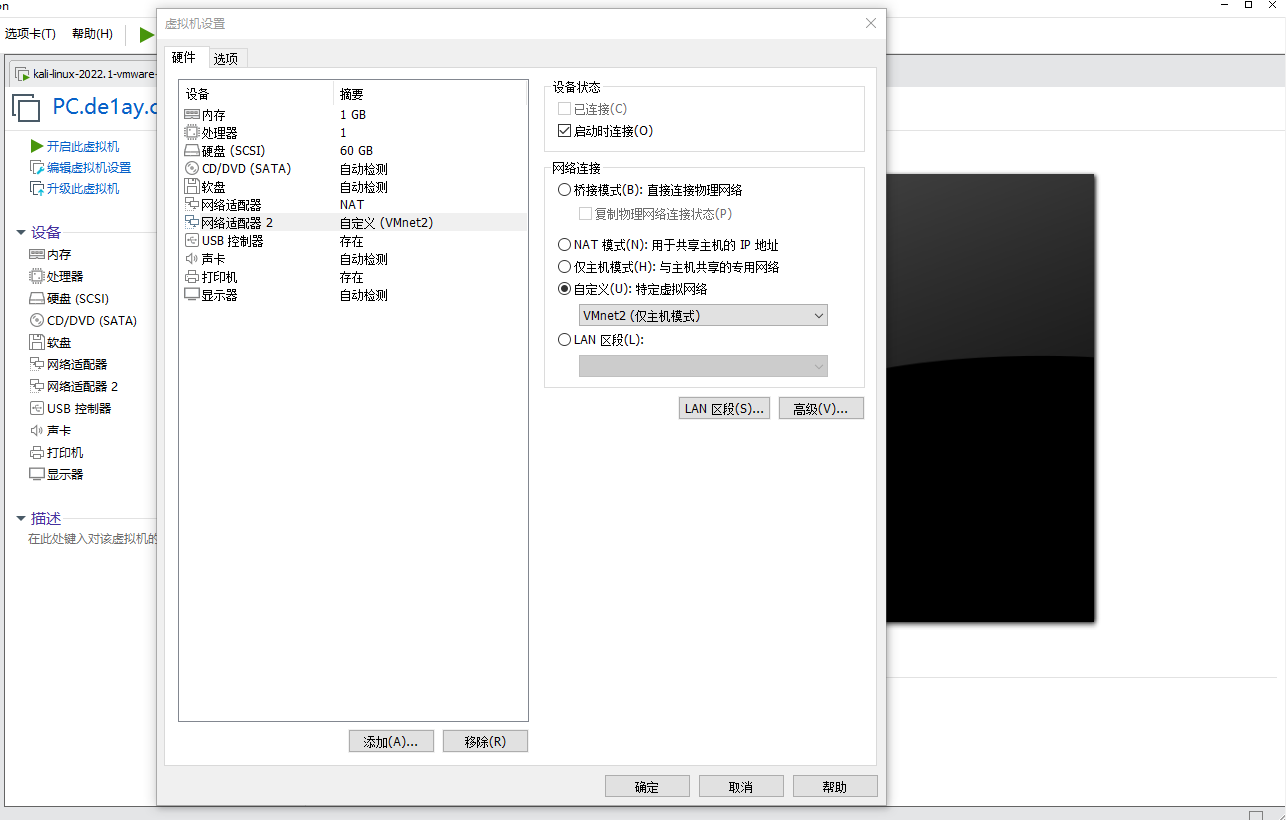 on
选项卡(T) 帮助(H)
kali-linux-2022.1-vmware-
PC.de1ay.c
开启此虚拟机
编辑虚拟机设置
升级此虚拟机
设备
内存
处理器
硬盘 (SCSI)
CD/DVD (SATA)
软盘
网络适配器
网络适配器 2
USB 控制器
声卡
打印机
显示器
描述
在此处键入对该虚拟机的
虚拟机设置
硬件 选项
设备 摘要
内存 1 GB
处理器 1
硬盘 (SCSI) 60 GB
CD/DVD (SATA) 自动检测
软盘 自动检测
网络适配器 NAT
网络适配器 2 自定义 (VMnet2)
USB 控制器 存在
声卡 自动检测
打印机 存在
显示器 自动检测
添加(A)... 移除(R)
设备状态
已连接(C)
启动时连接(O)
网络连接
桥接模式(B): 直接连接物理网络
复制物理网络连接状态(P)
NAT 模式(N): 用于共享主机的 IP 地址
仅主机模式(H): 与主机共享的专用网络
自定义(U): 特定虚拟网络
VMnet2 (仅主机模式)
LAN 区段(L):
LAN 区段(S)... 高级(V)...
确定 取消 帮助